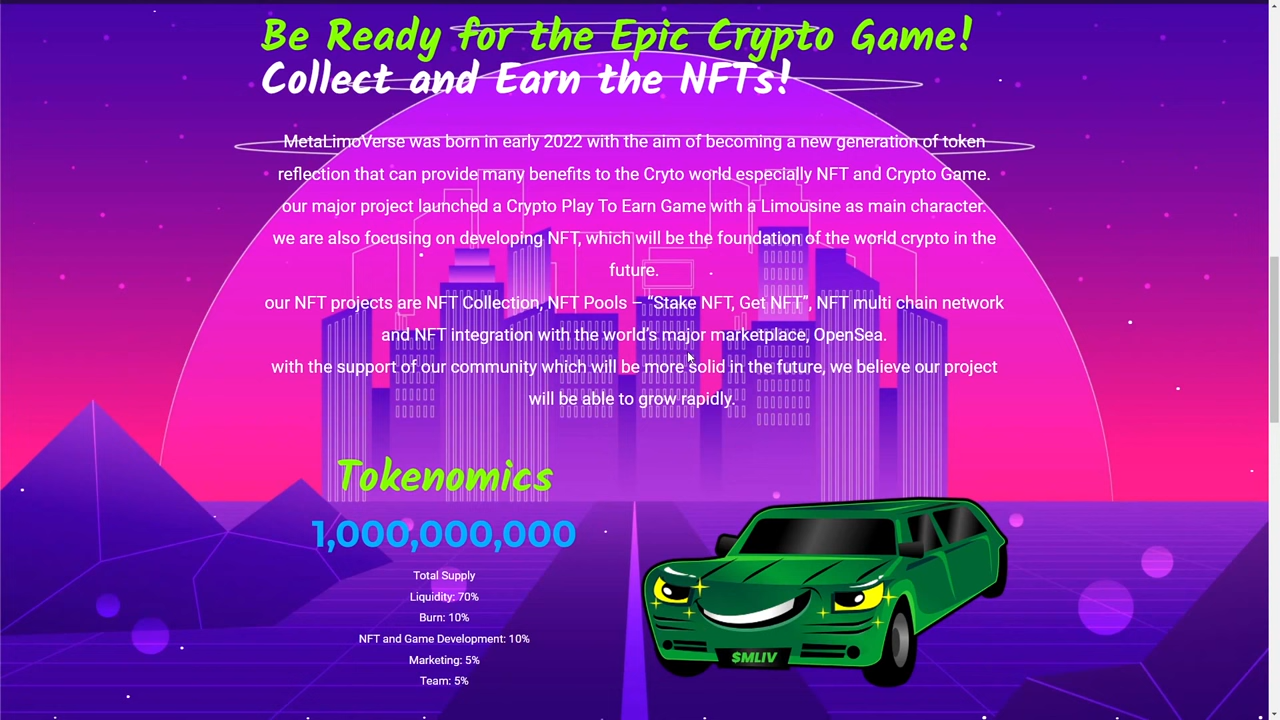 Be Ready for the Epic Crypto Game!
Collect and Earn the NFTs!
MetaLimoVerse was born in early 2022 with the aim of becoming a new generation of token
reflection that can provide many benefits to the Cryto world especially NFT and Crypto Game.
our major project launched a Crypto Play To Earn Game with a Limousine as main character.
we are also focusing on developing NFT, which will be the foundation of the world crypto in the
future.
our NFT projects are NFT Collection, NFT Pools – “Stake NFT, Get NFT”, NFT multi chain network
and NFT integration with the world’s major marketplace, OpenSea.
with the support of our community which will be more solid in the future, we believe our project
will be able to grow rapidly.
Tokenomics
1,000,000,000
Total Supply
Liquidity: 70%
Burn: 10%
NFT and Game Development: 10%
Marketing: 5%
Team: 5%
$MLIV